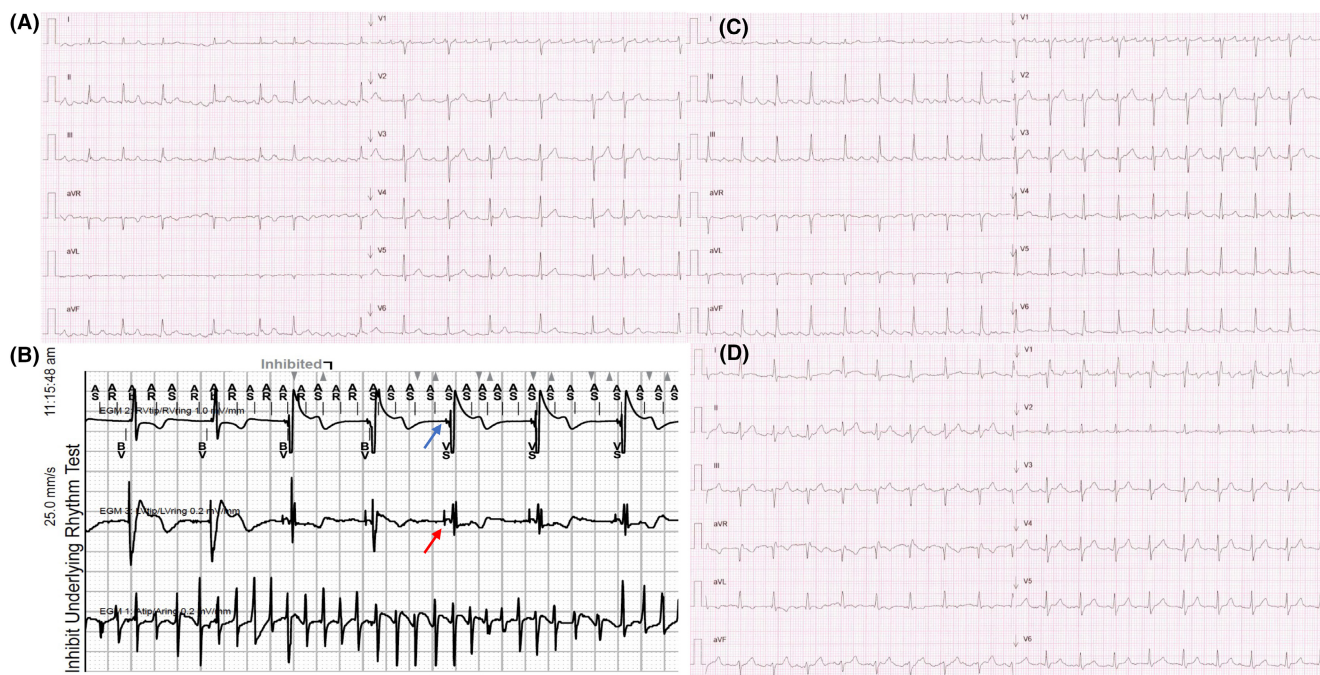 (A)
I
II
III
aVR
aVL
aVF
V1
V2
V3
V4
V5
V6
(C)
I
II
III
aVR
aVL
aVF
V1
V2
V3
V4
V5
V6
(B)
11:15:48 am
25.0 mm/s
Inhibit Underlying Rhythm Test
Inhibited
EGM 2: RVtip/RVring 1.0 mV/mm
BV BV BV BV VS VS VS
EGM 3: LVtip/LVring 0.2 mV/mm
EGM 1: Atip/Aring 0.2 mV/mm
(D)
I
II
III
aVR
aVL
aVF
V1
V2
V3
V4
V5
V6